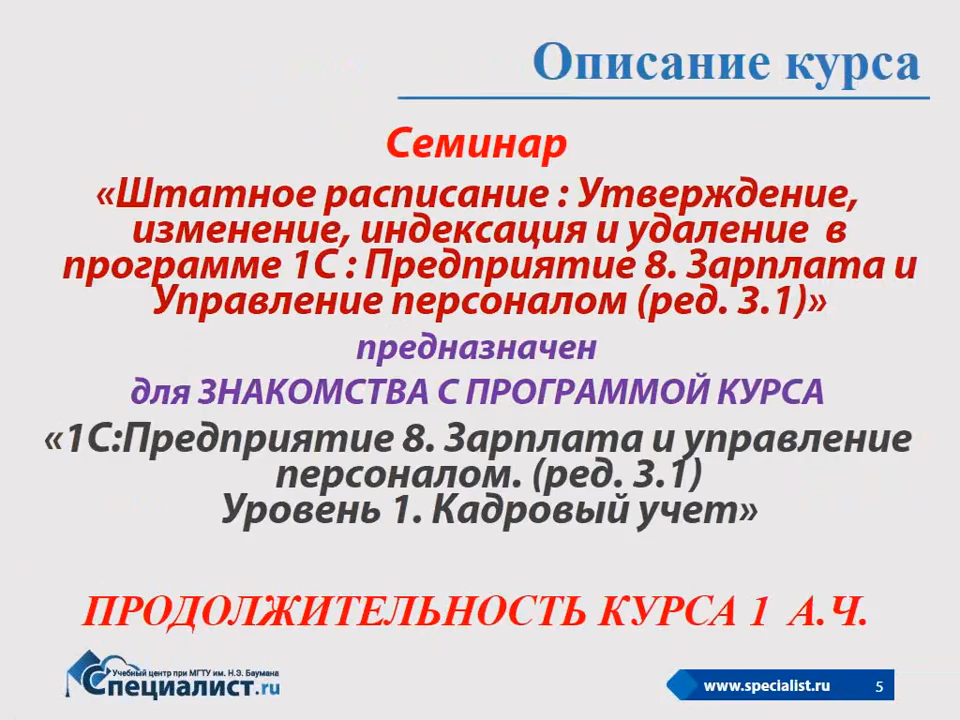 Описание курса
Семинар
«Штатное расписание : Утверждение,
изменение, индексация и удаление в
программе 1С : Предприятие 8. Зарплата и
Управление персоналом (ред. 3.1)»
предназначен
для ЗНАКОМСТВА С ПРОГРАММОЙ КУРСА
«1С:Предприятие 8. Зарплата и управление
персоналом. (ред. 3.1)
Уровень 1. Кадровый учет»
ПРОДОЛЖИТЕЛЬНОСТЬ КУРСА 1 А.Ч.
Учебный центр при МГТУ им. Н.Э. Баумана
Специалист.ru
www.specialist.ru 5